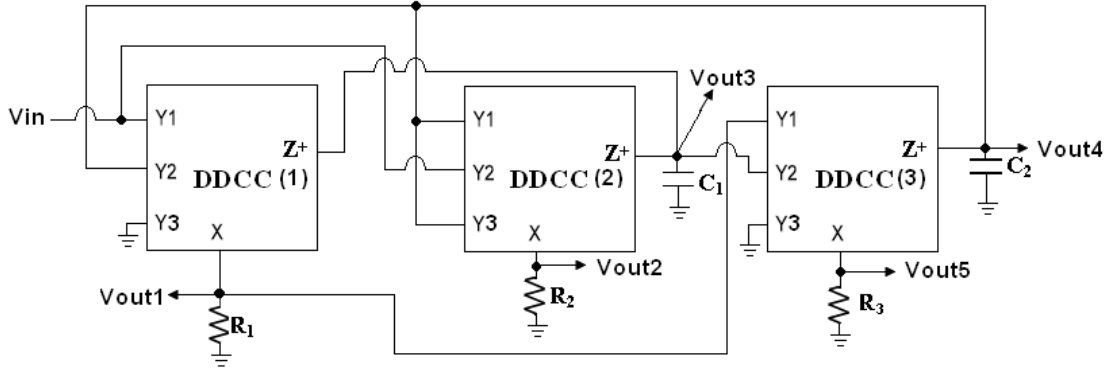 Vin
Y1
Y2
Y3
X
Z+
DDCC (1)
Vout1
R1
Y1
Y2
Y3
X
Z+
DDCC (2)
Vout2
R2
Vout3
C1
Y1
Y2
Y3
X
Z+
DDCC (3)
Vout4
C2
Vout5
R3